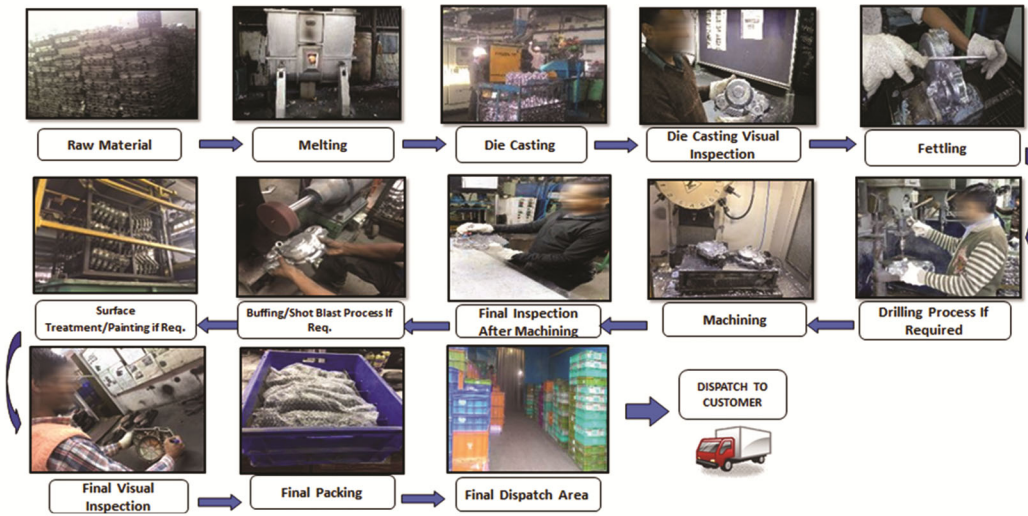 Raw Material
Melting
Die Casting
Die Casting Visual
Inspection
Fettling
Surface
Treatment/Painting if Req.
Buffing/Shot Blast Process If
Req.
Final Inspection
After Machining
Machining
Drilling Process If
Required
Final Visual
Inspection
Final Packing
Final Dispatch Area
DISPATCH TO
CUSTOMER